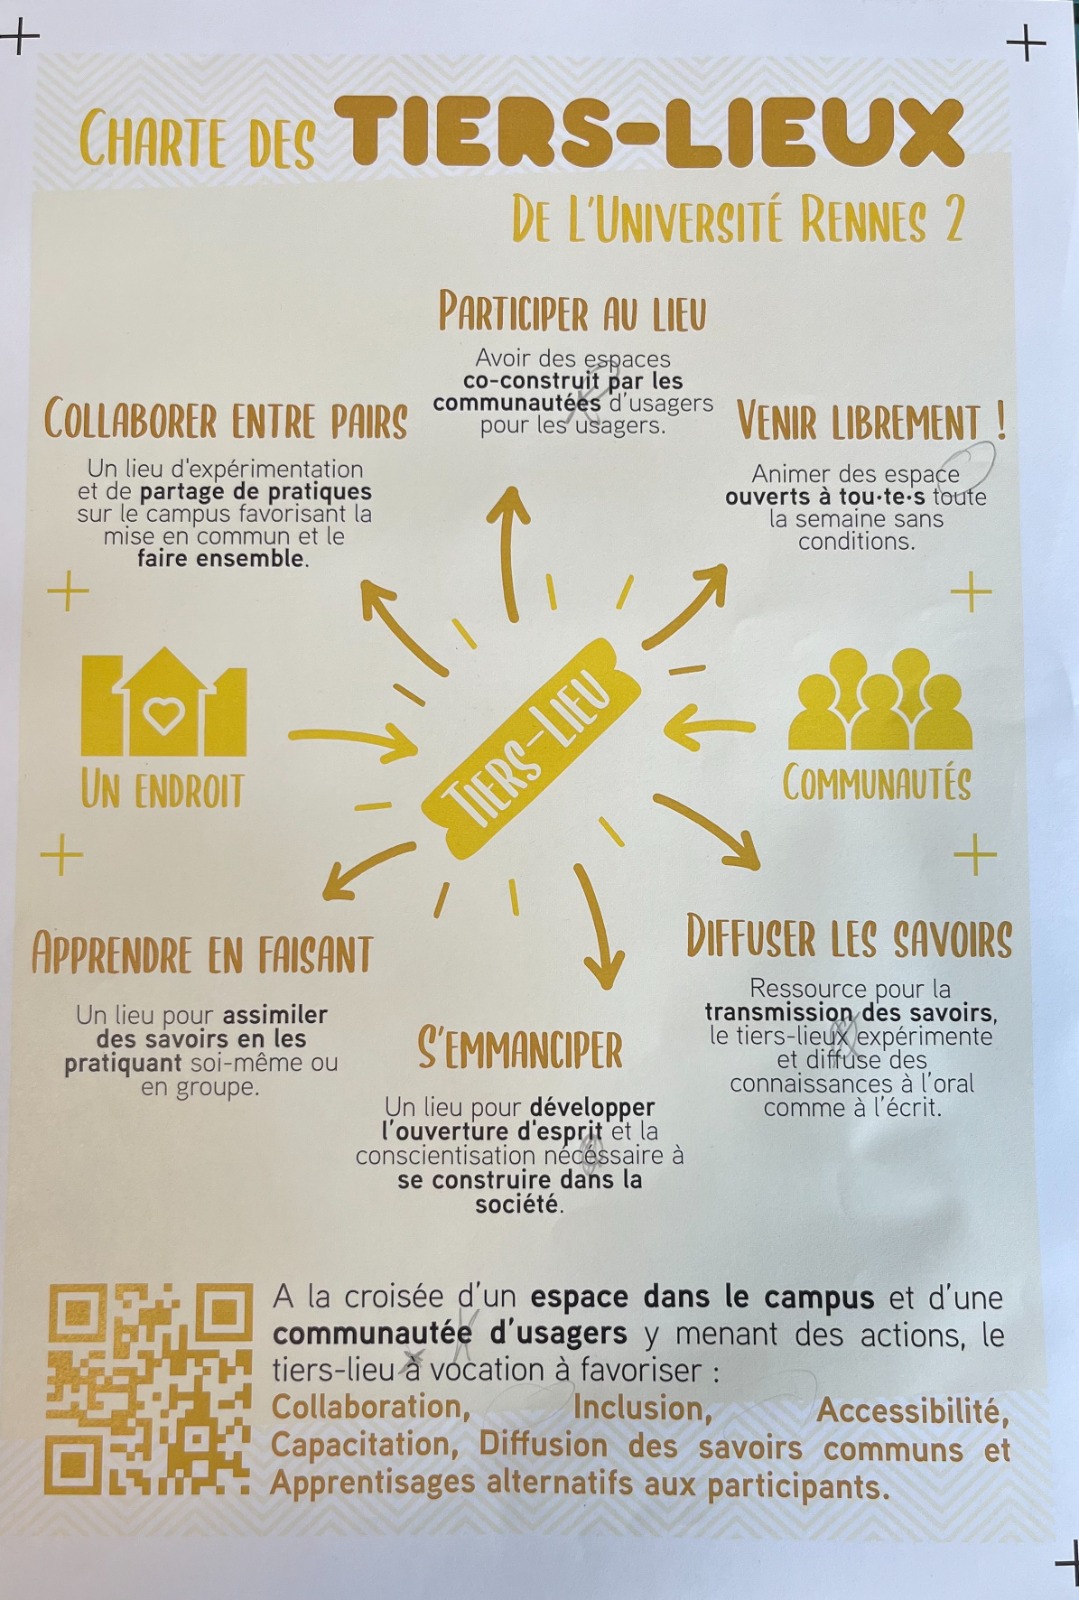 CHARTE DES TIERS-LIEUX
DE L'UNIVERSITÉ RENNES 2
PARTICIPER AU LIEU
Avoir des espaces
co-construit par les
communautées d'usagers
pour les usagers.
COLLABORER ENTRE PAIRS
Un lieu d'expérimentation
et de partage de pratiques
sur le campus favorisant la
mise en commun et le
faire ensemble.
VENIR LIBREMENT !
Animer des espace
ouverts à tou·te·s toute
la semaine sans
conditions.
UN ENDROIT
TIERS-LIEU
COMMUNAUTÉS
APPRENDRE EN FAISANT
Un lieu pour assimiler
des savoirs en les
pratiquant soi-même ou
en groupe.
S'EMMANCIPER
Un lieu pour développer
l'ouverture d'esprit et la
conscientisation nécéssaire à
se construire dans la
société.
DIFFUSER LES SAVOIRS
Ressource pour la
transmission des savoirs,
le tiers-lieux expérimente
et diffuse des
connaissances à l'oral
comme à l'écrit.
A la croisée d'un espace dans le campus et d'une
communautée d'usagers y menant des actions, le
tiers-lieu à vocation à favoriser :
Collaboration, Inclusion, Accessibilité,
Capacitation, Diffusion des savoirs communs et
Apprentisages alternatifs aux participants.